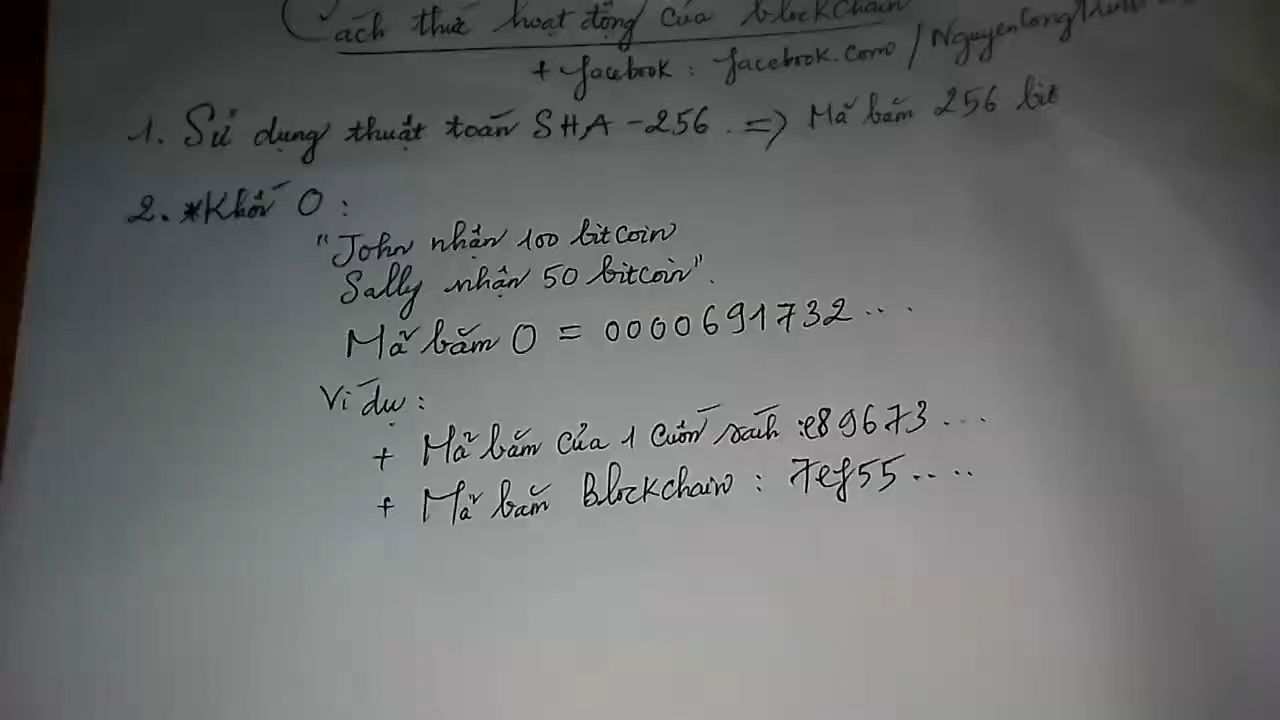 Cách thức hoạt động của blockchain
+ facebook : facebook.com/
1. Sử dụng thuật toán SHA-256 => Mã băm 256 bit
2. *Khối 0 :
"John nhận 100 bitcoin
Sally nhận 50 bitcoin".
Mã băm 0 = 0000691732...
Ví dụ :
+ Mã băm của 1 cuốn sách : e89673...
+ Mã băm Blockchain : 7ef55.....